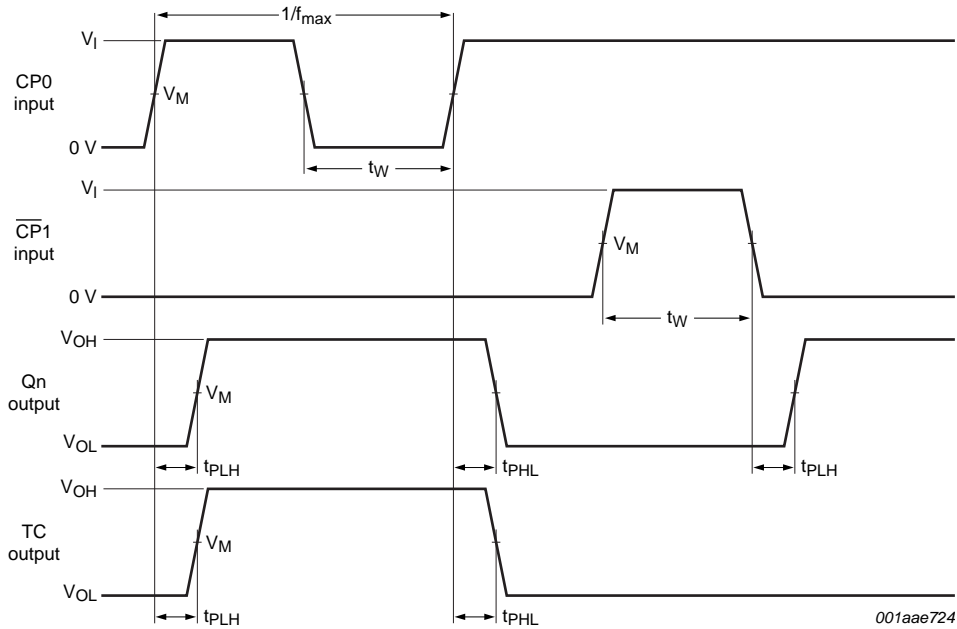 1/fmax
VI
CP0
input
VM
0 V
tW
VI
CP1
input
VM
0 V
tW
VOH
Qn
output
VM
VOL
tPLH
tPHL
tPLH
VOH
TC
output
VM
VOL
tPLH
tPHL
001aae724